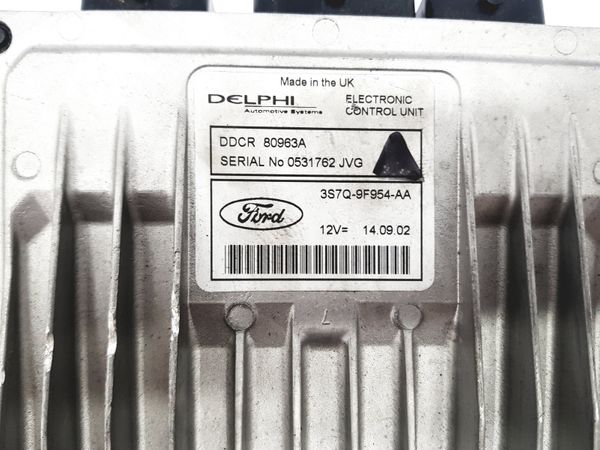 Made in the UK
DELPHI
Automotive Systems
ELECTRONIC
CONTROL UNIT
DDCR 80963A
SERIAL No 0531762 JVG
3S7Q-9F954-AA
Ford
12V= 14.09.02
7